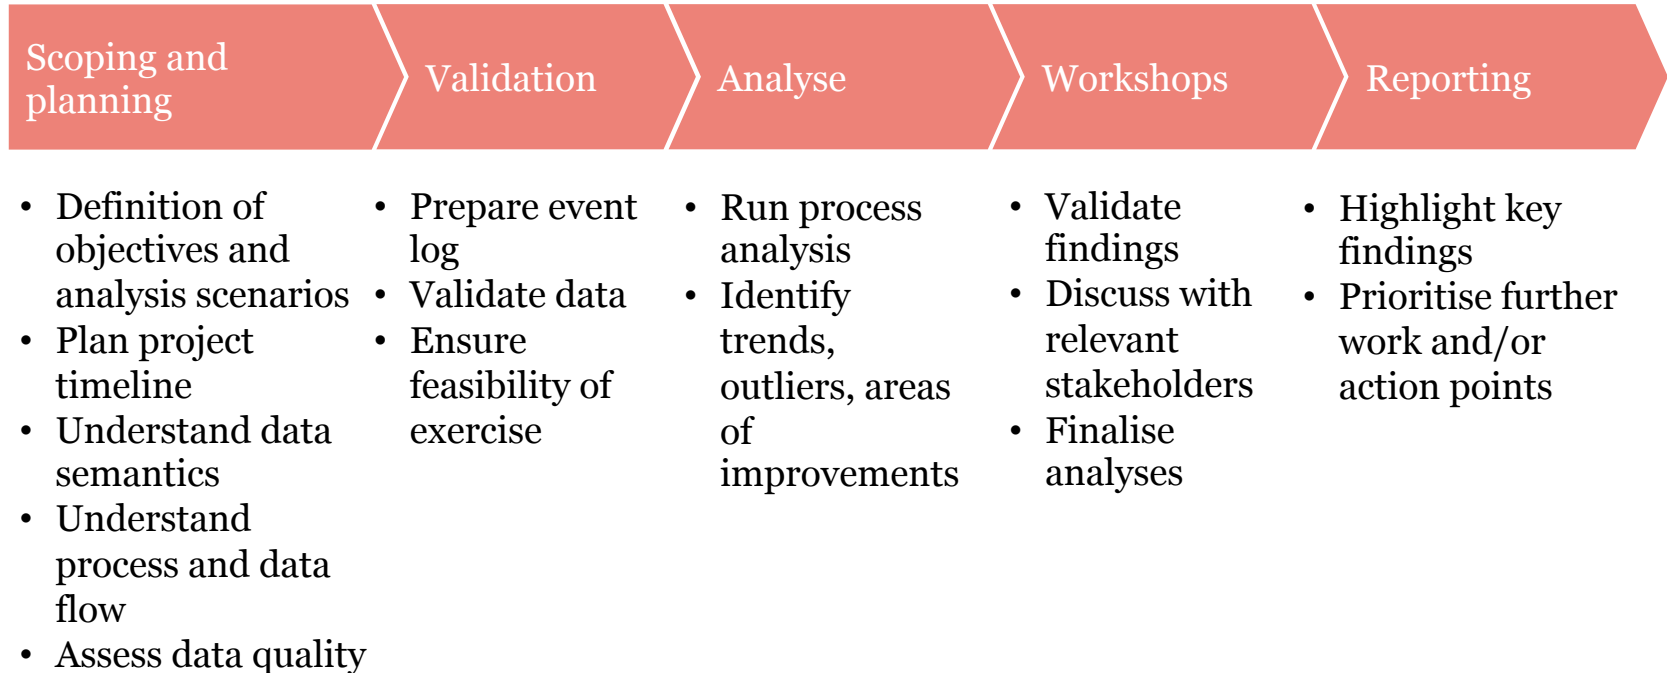 Scoping and
planning
Validation
Analyse
Workshops
Reporting
• Definition of
objectives and
analysis scenarios
• Plan project
timeline
• Understand data
semantics
• Understand
process and data
flow
• Assess data quality
• Prepare event
log
• Validate data
• Ensure
feasibility of
exercise
• Run process
analysis
• Identify
trends,
outliers, areas
of
improvements
• Validate
findings
• Discuss with
relevant
stakeholders
• Finalise
analyses
• Highlight key
findings
• Prioritise further
work and/or
action points